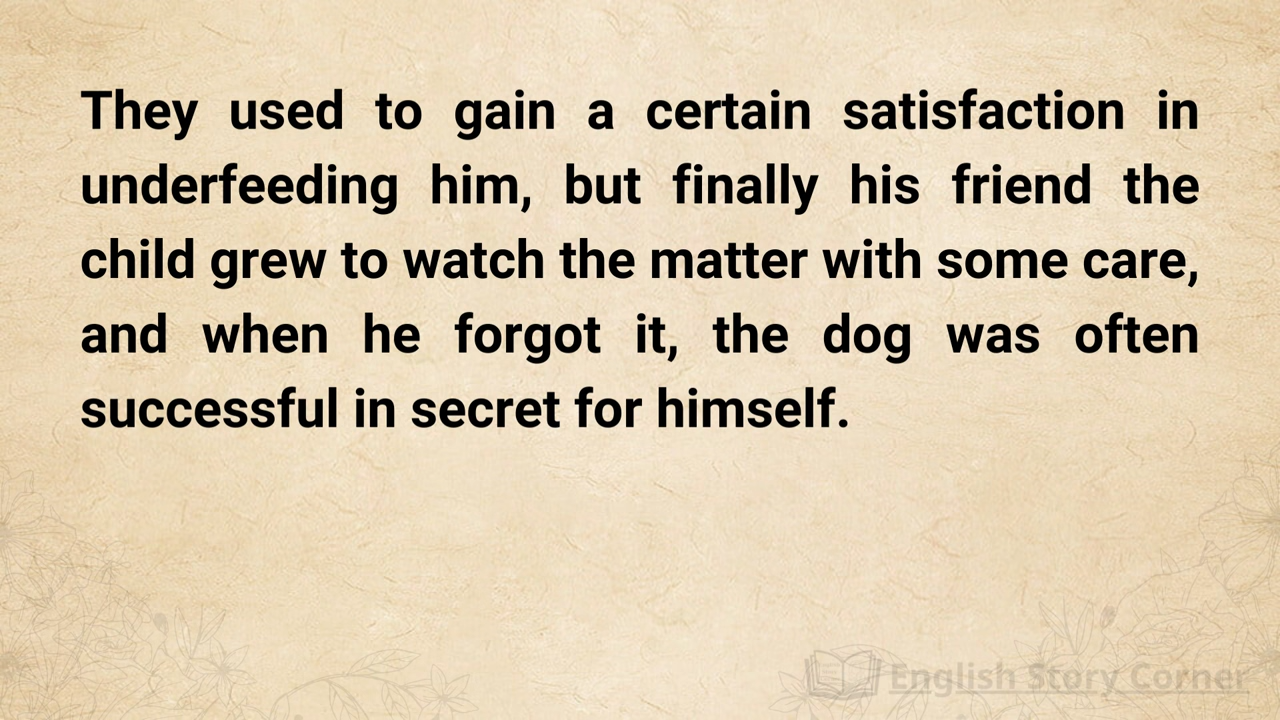 They used to gain a certain satisfaction in
underfeeding him, but finally his friend the
child grew to watch the matter with some care,
and when he forgot it, the dog was often
successful in secret for himself.
English Story Corner